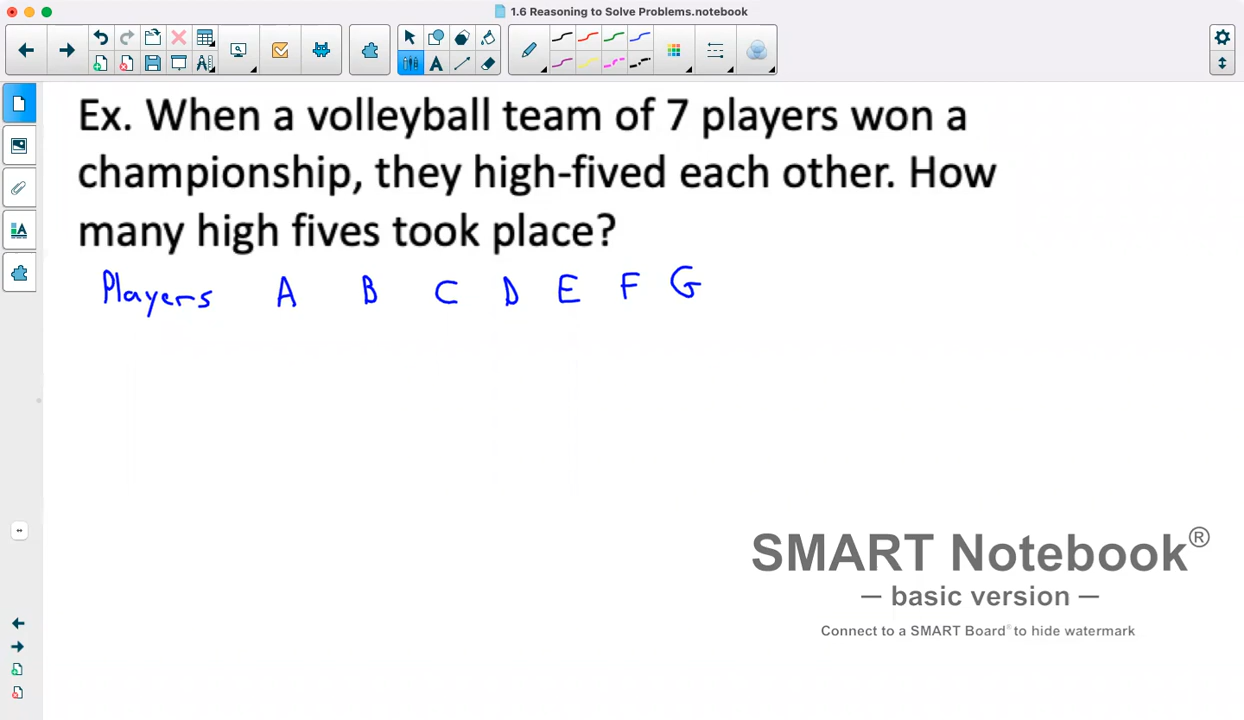 1.6 Reasoning to Solve Problems.notebook
Ex. When a volleyball team of 7 players won a
championship, they high-fived each other. How
many high fives took place?
Players A B C D E F G
SMART Notebook®
— basic version —
Connect to a SMART Board® to hide watermark